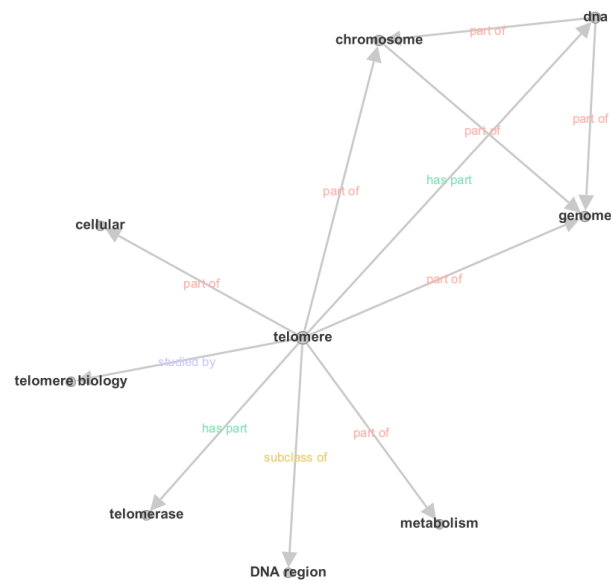 dna
part of
chromosome
part of
part of
has part
part of
genome
cellular
part of
part of
telomere
studied by
telomere biology
has part
part of
subclass of
telomerase
metabolism
DNA region